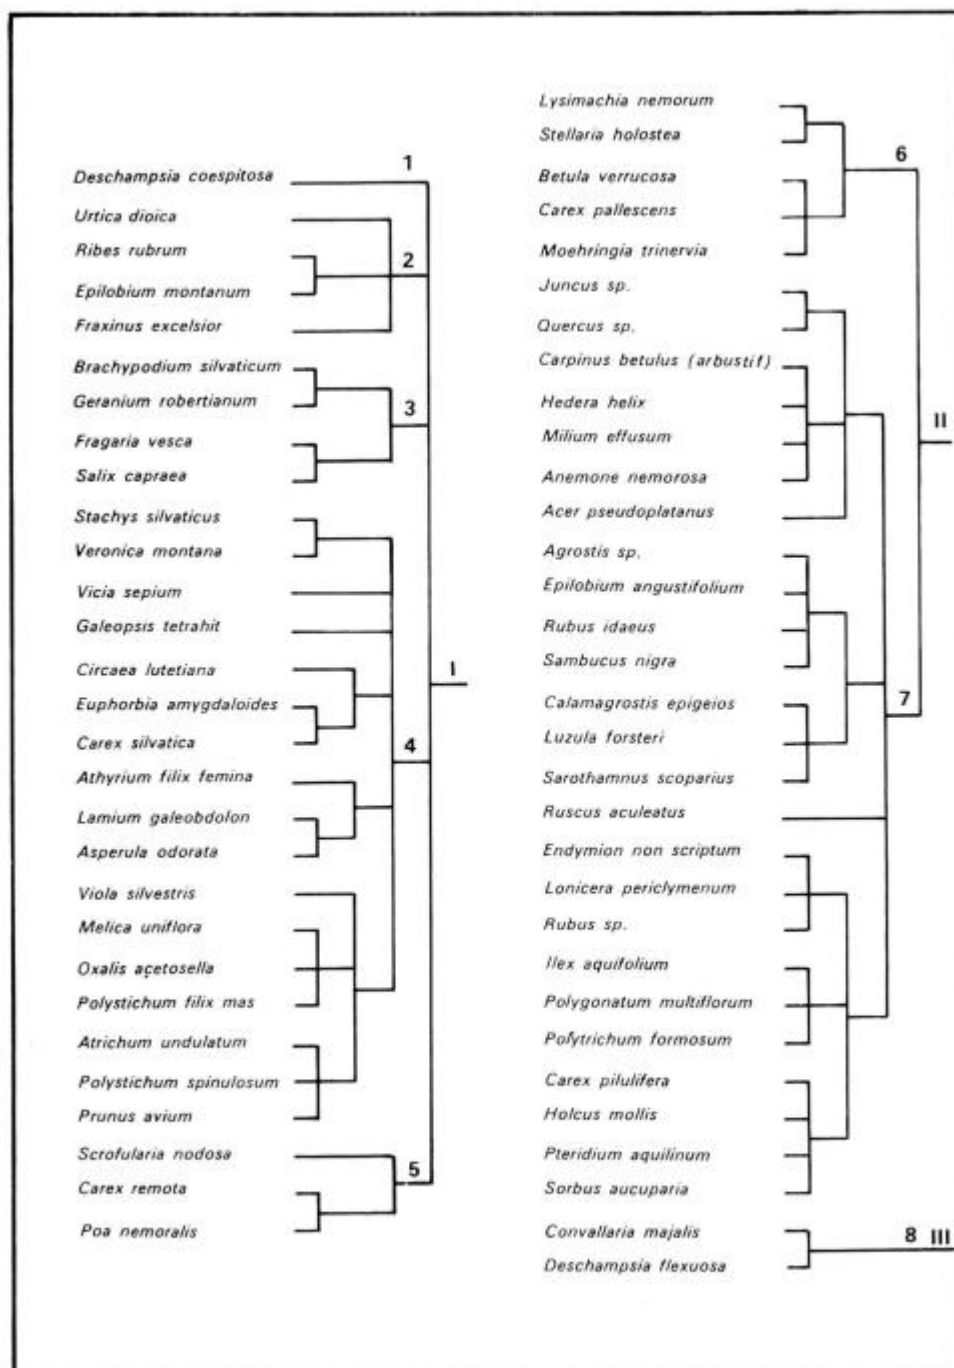 Deschampsia coespitosa
1
Urtica dioica
Ribes rubrum
2
Epilobium montanum
Fraxinus excelsior
Brachypodium silvaticum
Geranium robertianum
3
Fragaria vesca
Salix capraea
Stachys silvaticus
Veronica montana
Vicia sepium
Galeopsis tetrahit
Circaea lutetiana
I
Euphorbia amygdaloides
Carex silvatica
4
Athyrium filix femina
Lamium galeobdolon
Asperula odorata
Viola silvestris
Melica uniflora
Oxalis açetosella
Polystichum filix mas
Atrichum undulatum
Polystichum spinulosum
Prunus avium
Scrofularia nodosa
5
Carex remota
Poa nemoralis
Lysimachia nemorum
Stellaria holostea
6
Betula verrucosa
Carex pallescens
Moehringia trinervia
Juncus sp.
Quercus sp.
Carpinus betulus (arbustif)
Hedera helix
II
Milium effusum
Anemone nemorosa
Acer pseudoplatanus
Agrostis sp.
Epilobium angustifolium
Rubus idaeus
Sambucus nigra
Calamagrostis epigeios
7
Luzula forsteri
Sarothamnus scoparius
Ruscus aculeatus
Endymion non scriptum
Lonicera periclymenum
Rubus sp.
Ilex aquifolium
Polygonatum multiflorum
Polytrichum formosum
Carex pilulifera
Holcus mollis
Pteridium aquilinum
Sorbus aucuparia
Convallaria majalis
8 III
Deschampsia flexuosa